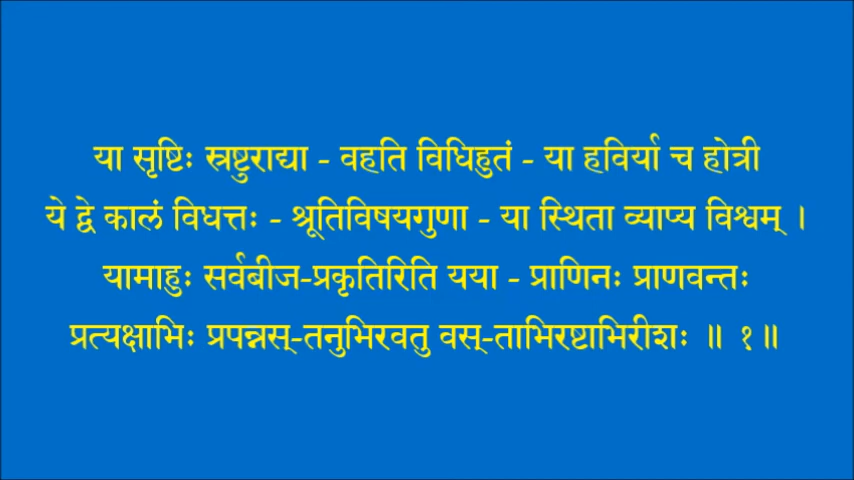 या सृष्टिः स्रष्टुराद्या - वहति विधिहुतं - या हविर्या च होत्री
ये द्वे कालं विधत्तः - श्रूतिविषयगुणा - या स्थिता व्याप्य विश्वम् ।
यामाहुः सर्वबीज-प्रकृतिरिति यया - प्राणिनः प्राणवन्तः
प्रत्यक्षाभिः प्रपन्नस्-तनुभिरवतु वस्-ताभिरष्टाभिरीशः ॥ १॥